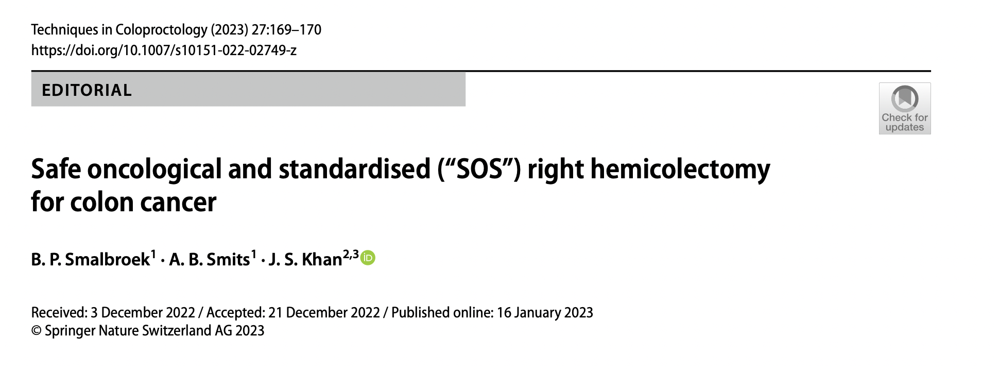 Techniques in Coloproctology (2023) 27:169–170
https://doi.org/10.1007/s10151-022-02749-z
EDITORIAL
Check for
updates
Safe oncological and standardised (“SOS”) right hemicolectomy
for colon cancer
B. P. Smalbroek1 · A. B. Smits1 · J. S. Khan2,3 iD
Received: 3 December 2022 / Accepted: 21 December 2022 / Published online: 16 January 2023
© Springer Nature Switzerland AG 2023